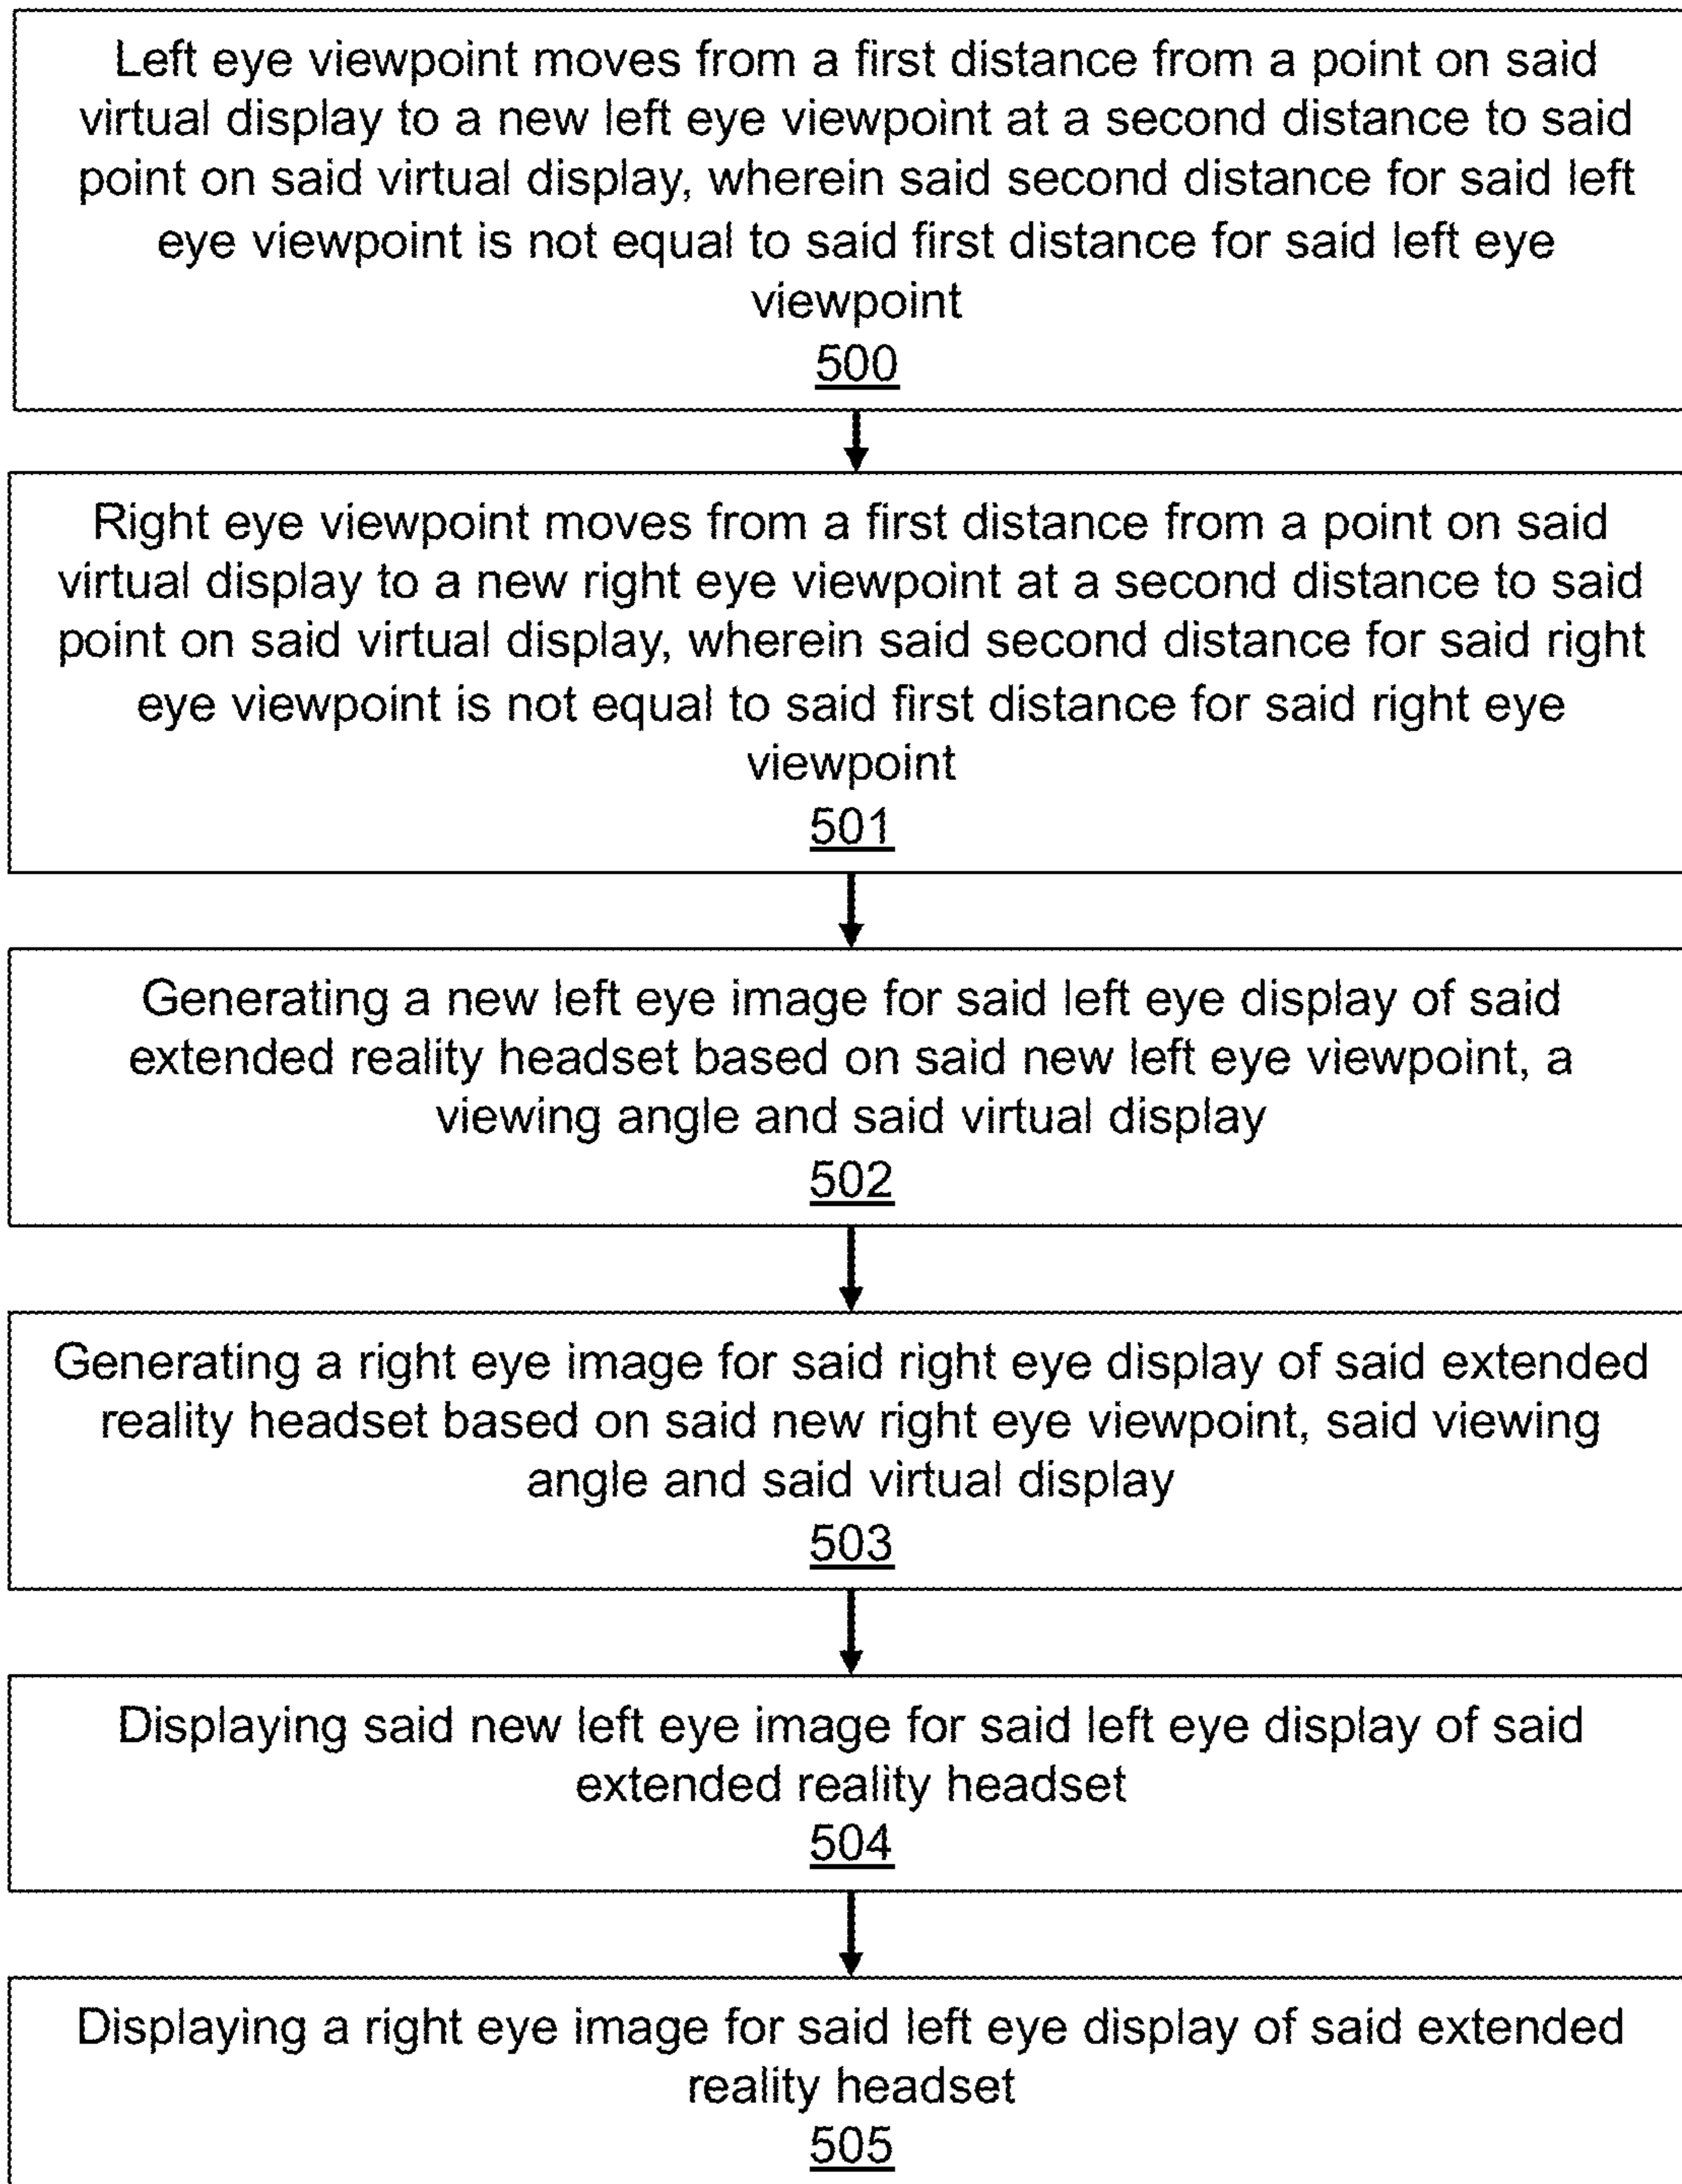 Left eye viewpoint moves from a first distance from a point on said
virtual display to a new left eye viewpoint at a second distance to said
point on said virtual display, wherein said second distance for said left
eye viewpoint is not equal to said first distance for said left eye
viewpoint
500
Right eye viewpoint moves from a first distance from a point on said
virtual display to a new right eye viewpoint at a second distance to said
point on said virtual display, wherein said second distance for said right
eye viewpoint is not equal to said first distance for said right eye
viewpoint
501
Generating a new left eye image for said left eye display of said
extended reality headset based on said new left eye viewpoint, a
viewing angle and said virtual display
502
Generating a right eye image for said right eye display of said extended
reality headset based on said new right eye viewpoint, said viewing
angle and said virtual display
503
Displaying said new left eye image for said left eye display of said
extended reality headset
504
Displaying a right eye image for said left eye display of said extended
reality headset
505